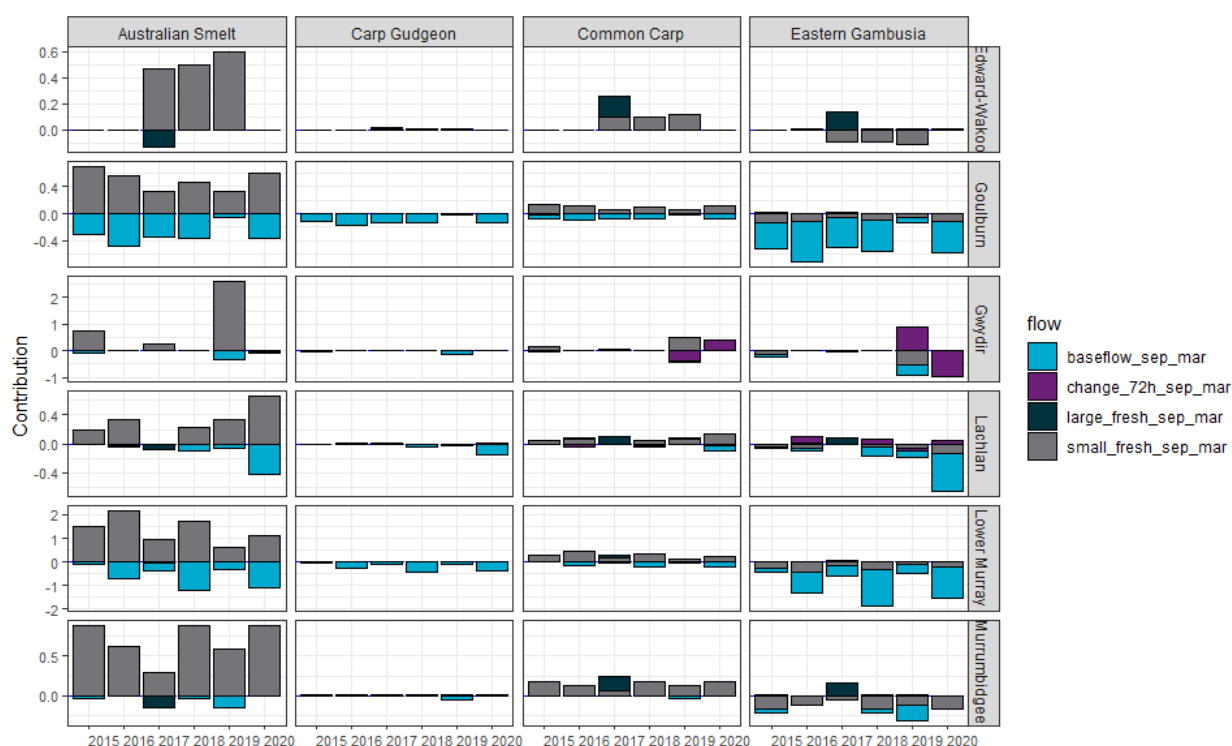 Australian Smelt Carp Gudgeon Common Carp Eastern Gambusia
0.6
0.4
0.2
0.0
Edward-Wakoo
0.4
0.0
-0.4
Goulburn
2
1
0
-1
Gwydir
0.4
0.0
-0.4
Lachlan
2
1
0
-1
-2
Lower Murray
0.5
0.0
Murrumbidgee
Contribution
2015 2016 2017 2018 2019 2020 2015 2016 2017 2018 2019 2020 2015 2016 2017 2018 2019 2020 2015 2016 2017 2018 2019 2020
flow
baseflow_sep_mar
change_72h_sep_mar
large_fresh_sep_mar
small_fresh_sep_mar